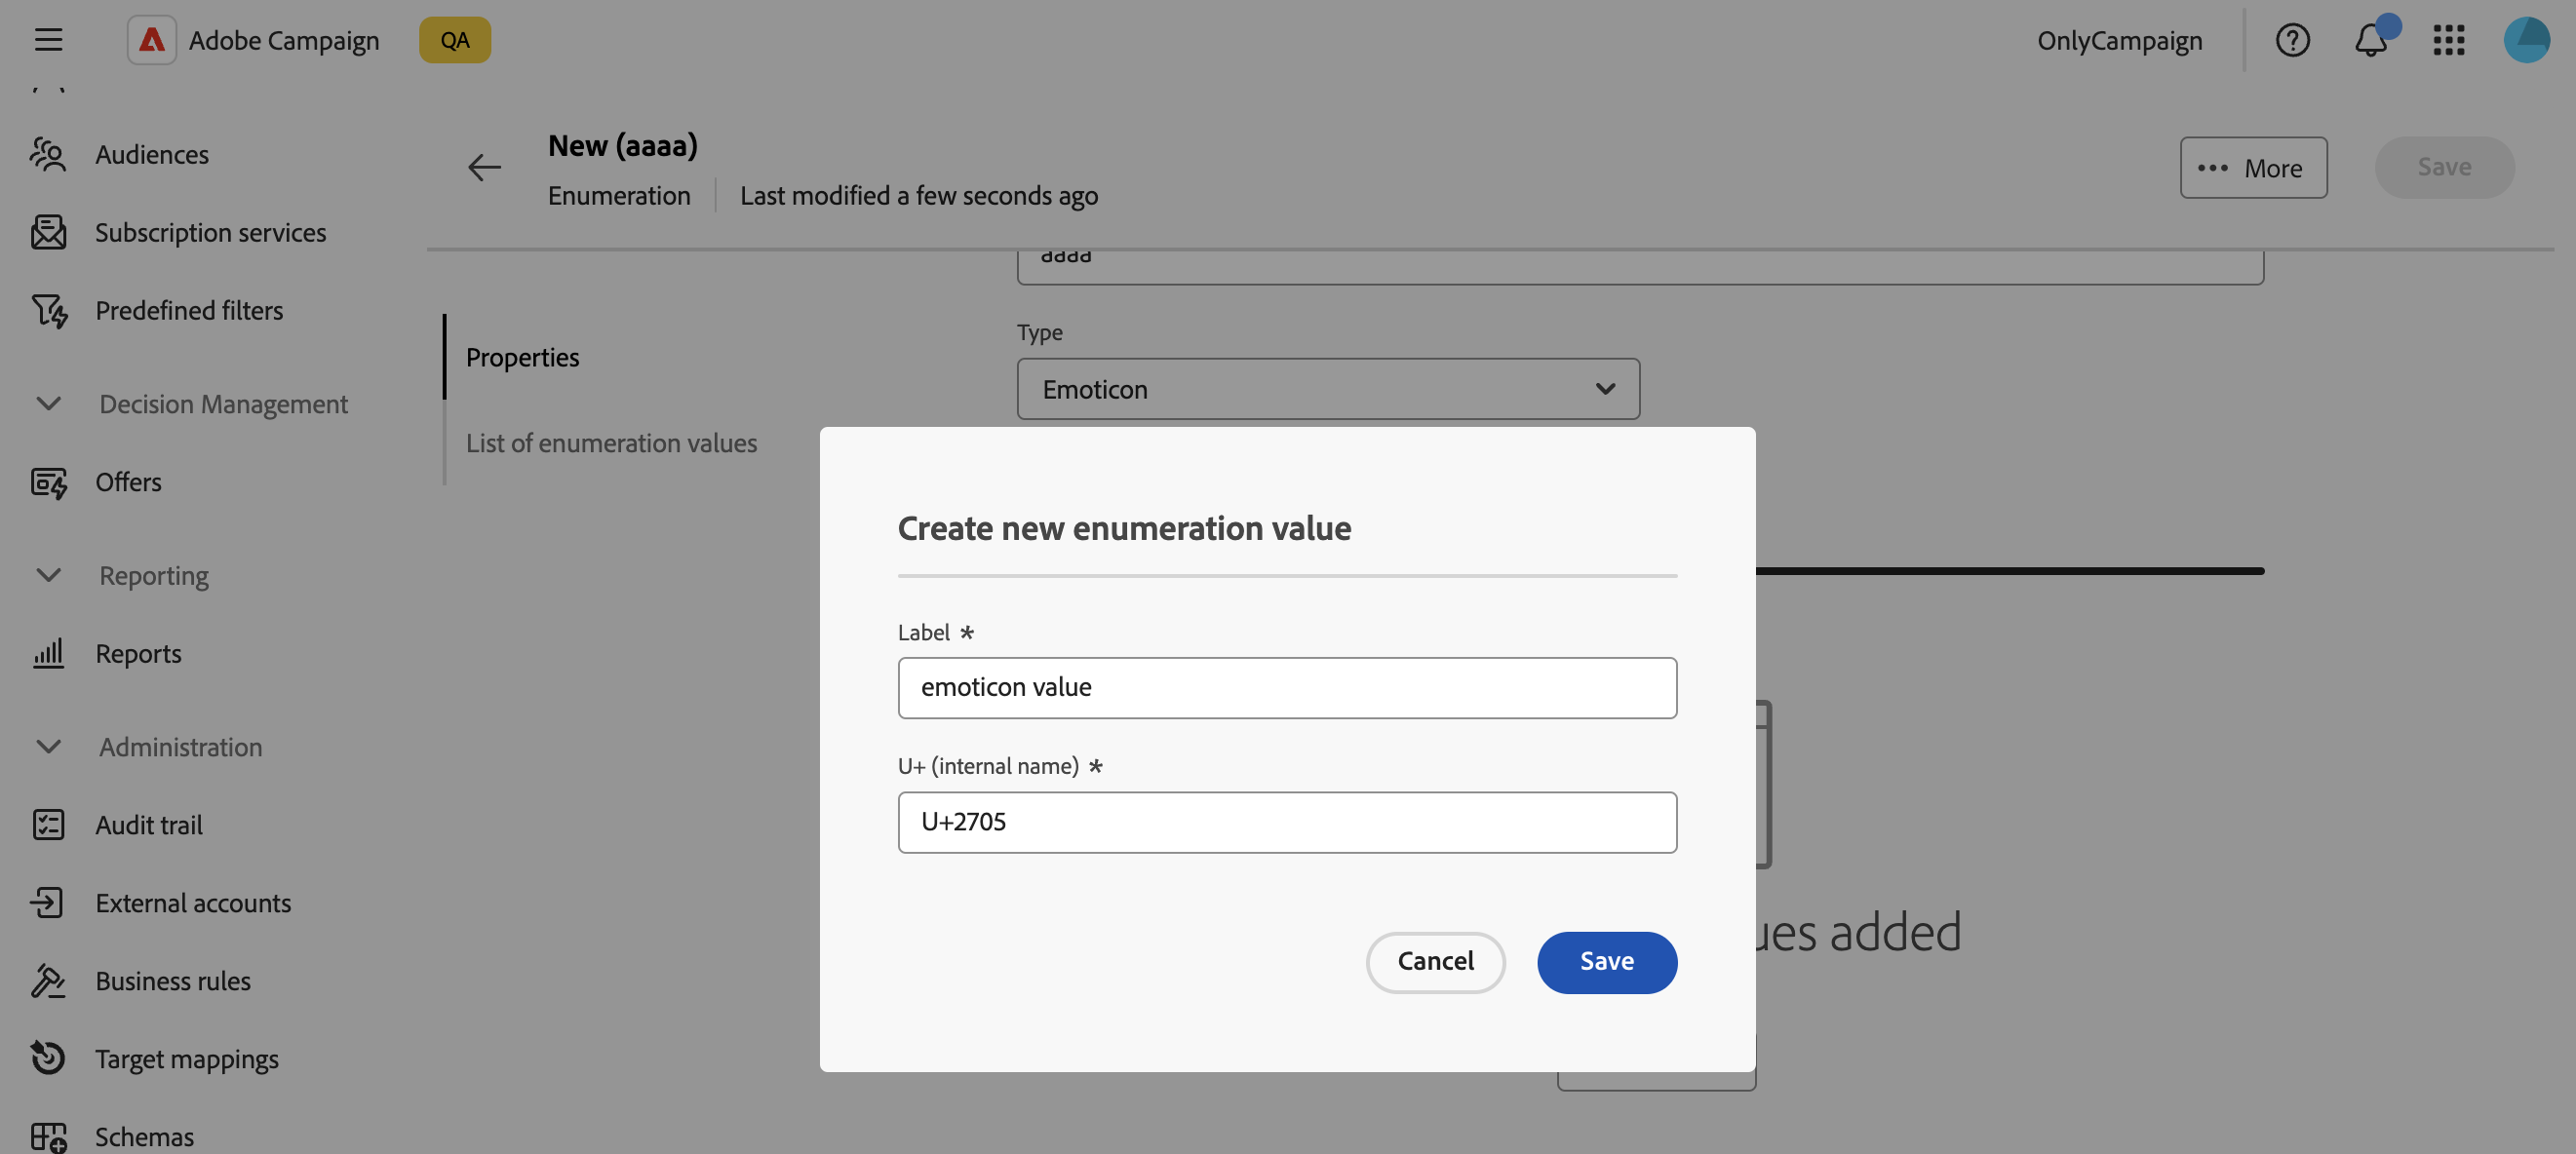 Adobe Campaign
QA
OnlyCampaign
Audiences
Subscription services
Predefined filters
Decision Management
Offers
Reporting
Reports
Administration
Audit trail
External accounts
Business rules
Target mappings
Schemas
New (aaaa)
Enumeration
Last modified a few seconds ago
More
Save
Properties
List of enumeration values
aaaa
Type
Emoticon
Create new enumeration value
Label *
emoticon value
U+ (internal name) *
U+2705
Cancel
Save
added